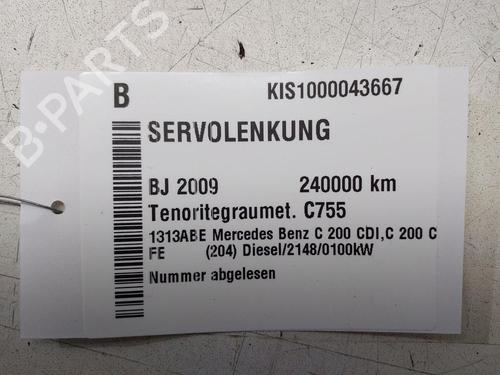 B KIS1000043667
SERVOLENKUNG
BJ 2009 240000 km
Tenoritegraumet. C755
1313ABE Mercedes Benz C 200 CDI,C 200 C
FE (204) Diesel/2148/0100kW
Nummer abgelesen
B-PARTS